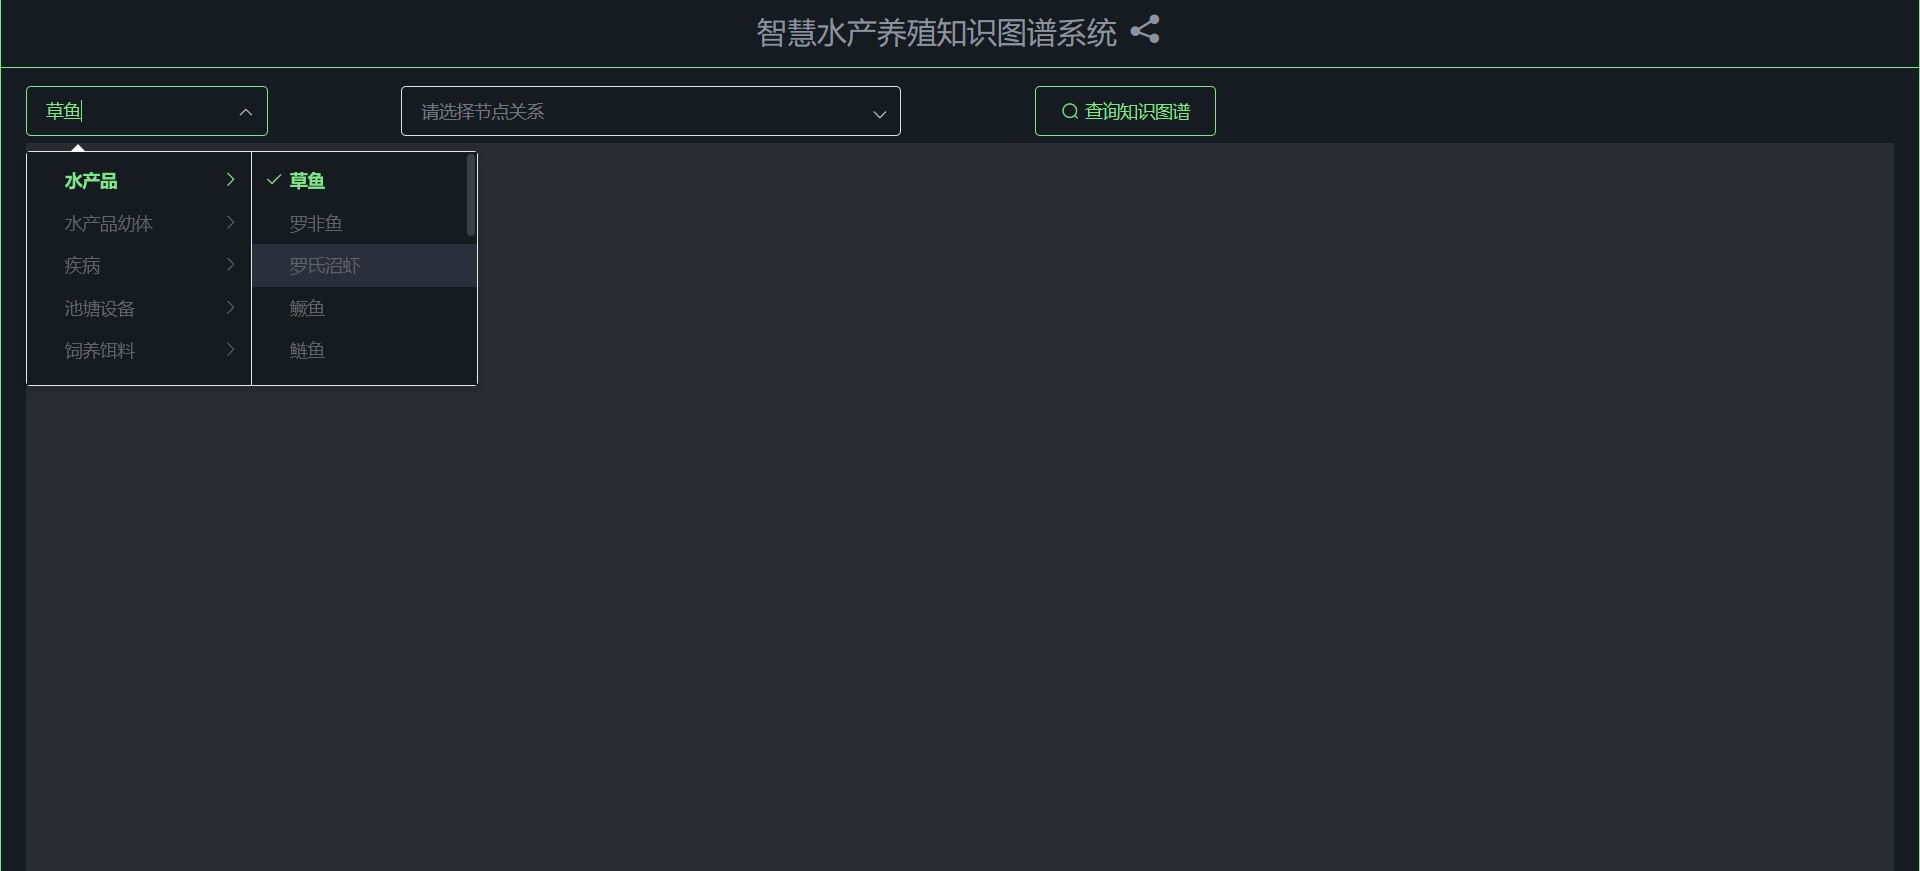 智慧水产养殖知识图谱系统
草鱼 请选择节点关系 查询知识图谱
水产品 草鱼
水产品幼体 罗非鱼
疾病 罗氏沼虾
池塘设备 鳜鱼
饲养饵料 鲢鱼